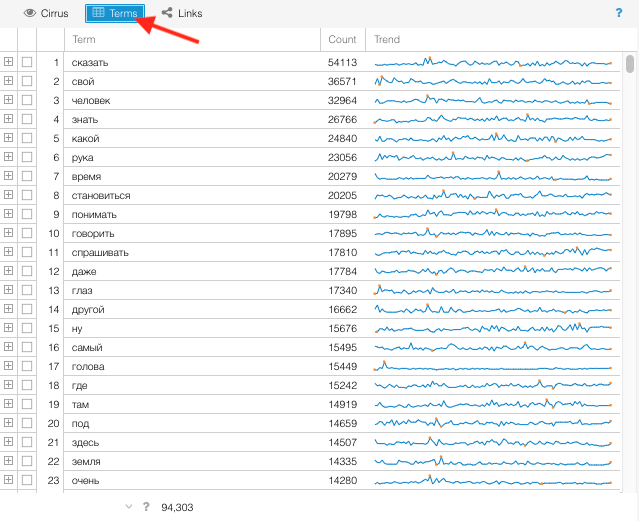 Cirrus Terms Links ?
Term Count Trend
1 сказать 54113
2 свой 36571
3 человек 32964
4 знать 26766
5 какой 24840
6 рука 23056
7 время 20279
8 становиться 20205
9 понимать 19798
10 говорить 17895
11 спрашивать 17810
12 даже 17784
13 глаз 17340
14 другой 16662
15 ну 15676
16 самый 15495
17 голова 15449
18 где 15242
19 там 14919
20 под 14659
21 здесь 14507
22 земля 14335
23 очень 14280
? 94,303